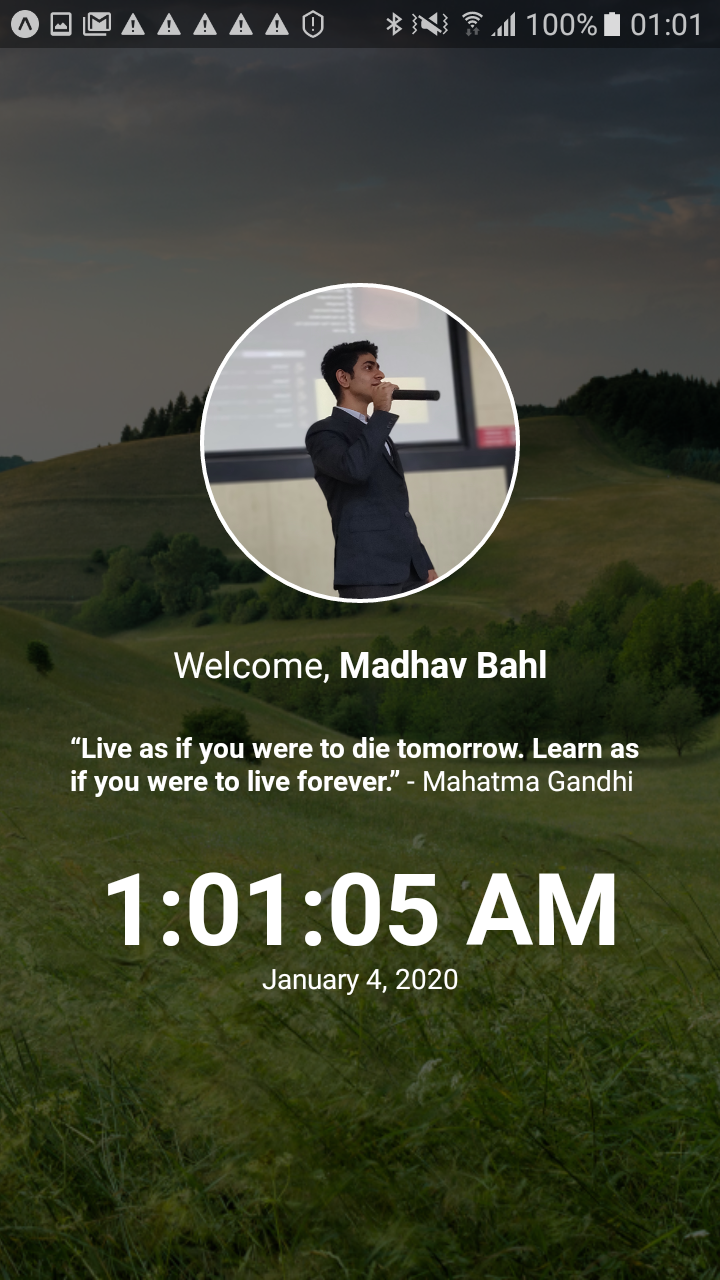 100% 01:01
Welcome, Madhav Bahl
“Live as if you were to die tomorrow. Learn as
if you were to live forever.” - Mahatma Gandhi
1:01:05 AM
January 4, 2020